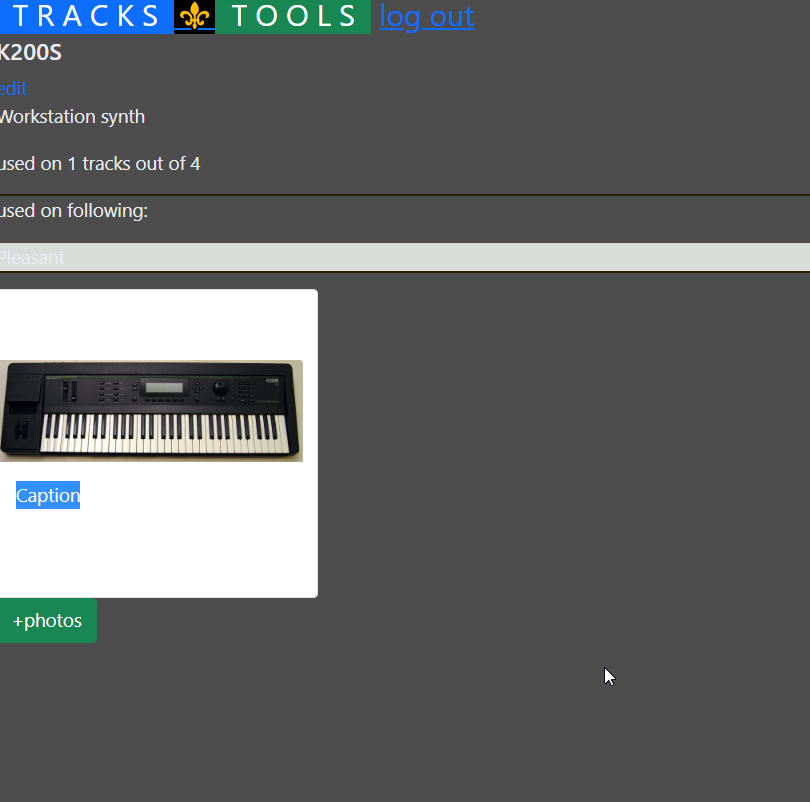 TRACKS TOOLS log out
K200S
edit
Workstation synth
used on 1 tracks out of 4
used on following:
Pleasant
Caption
+photos